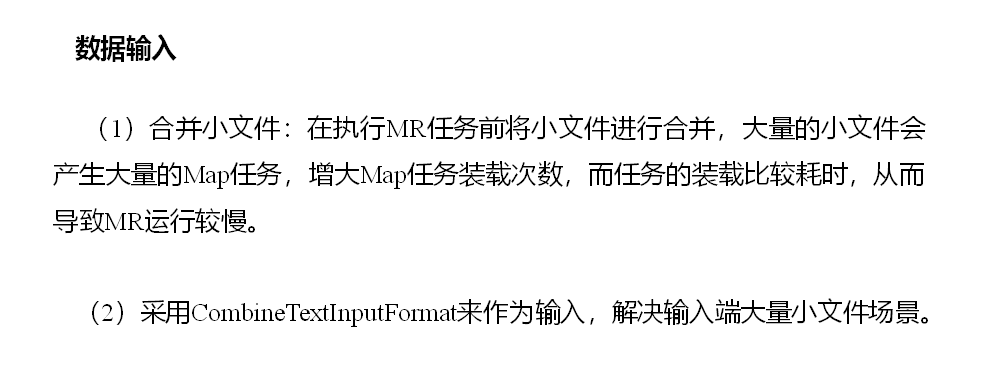 数据输入
（1）合并小文件：在执行MR任务前将小文件进行合并，大量的小文件会
产生大量的Map任务，增大Map任务装载次数，而任务的装载比较耗时，从而
导致MR运行较慢。
（2）采用CombineTextInputFormat来作为输入，解决输入端大量小文件场景。